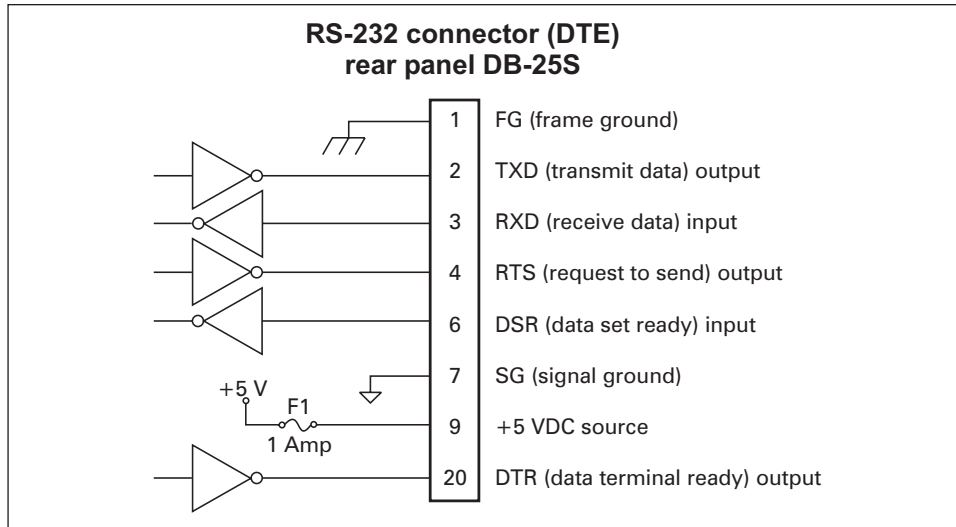 RS-232 connector (DTE)
rear panel DB-25S
1 FG (frame ground)
2 TXD (transmit data) output
3 RXD (receive data) input
4 RTS (request to send) output
6 DSR (data set ready) input
7 SG (signal ground)
+5 V
F1
1 Amp
9 +5 VDC source
20 DTR (data terminal ready) output